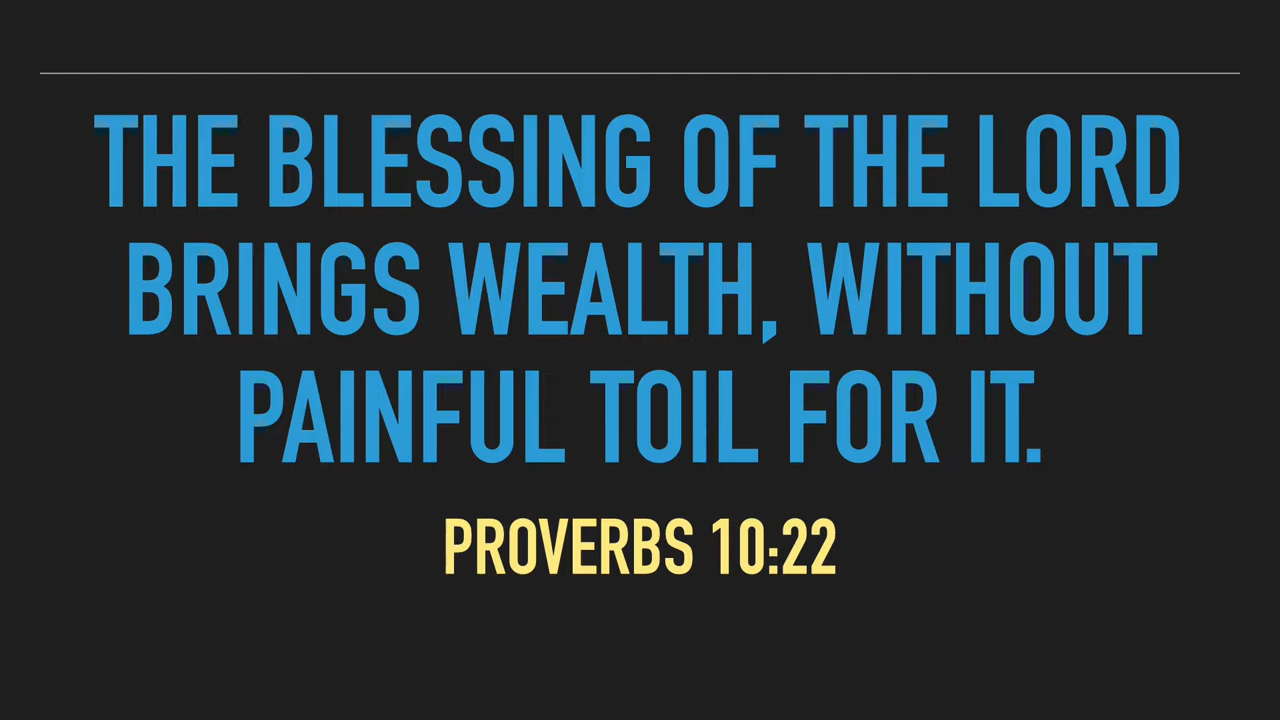 THE BLESSING OF THE LORD
BRINGS WEALTH, WITHOUT
PAINFUL TOIL FOR IT.
PROVERBS 10:22